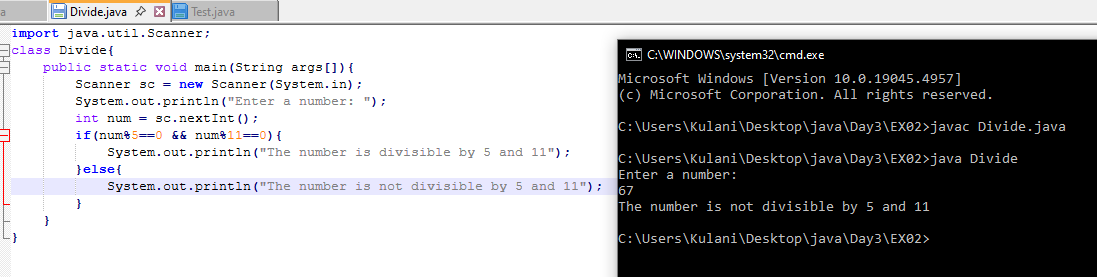 a
Divide.java
Test.java
import java.util.Scanner;
class Divide{
public static void main(String args[]){
Scanner sc = new Scanner(System.in);
System.out.println("Enter a number: ");
int num = sc.nextInt();
if(num%5==0 && num%11==0){
System.out.println("The number is divisible by 5 and 11");
}else{
System.out.println("The number is not divisible by 5 and 11");
}
}
}
C:\WINDOWS\system32\cmd.exe
Microsoft Windows [Version 10.0.19045.4957]
(c) Microsoft Corporation. All rights reserved.
C:\Users\Kulani\Desktop\java\Day3\EX02>javac Divide.java
C:\Users\Kulani\Desktop\java\Day3\EX02>java Divide
Enter a number:
67
The number is not divisible by 5 and 11
C:\Users\Kulani\Desktop\java\Day3\EX02>